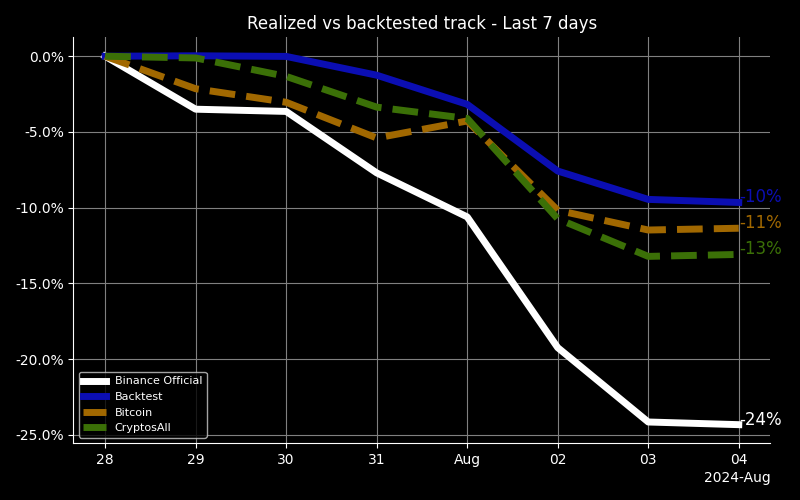 Realized vs backtested track - Last 7 days
0.0%
-5.0%
-10.0%
-15.0%
-20.0%
-25.0%
-10%
-11%
-13%
-24%
Binance Official
Backtest
Bitcoin
CryptosAll
28 29 30 31 Aug 02 03 04
2024-Aug